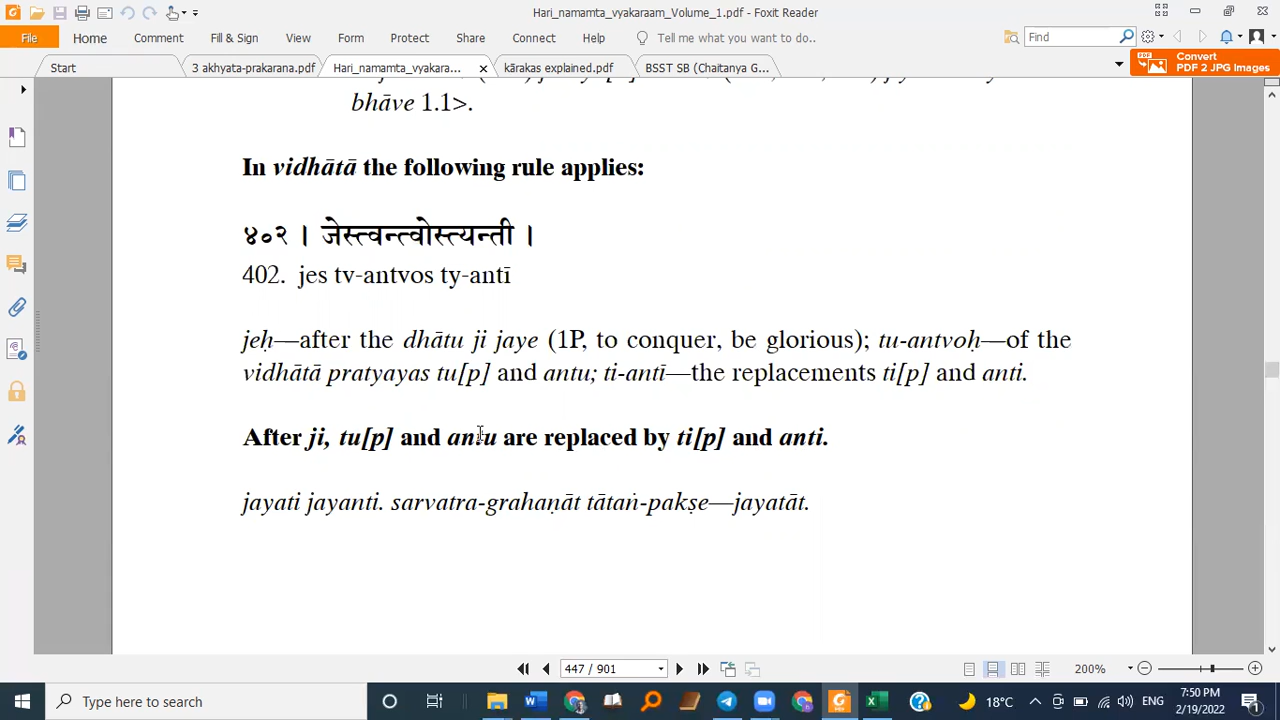 Hari_namamta_vyakaraam_Volume_1.pdf - Foxit Reader
File Home Comment Fill & Sign View Form Protect Share Connect Help Tell me what you want to do.. Find
Convert
PDF 2 JPG Images
Start 3 akhyata-prakarana.pdf Hari_namamta_vyakara... kārakas explained.pdf BSST SB (Chaitanya G...
bhāve 1.1>.
In vidhātā the following rule applies:
४०२ । जेस्त्वन्त्वोस्त्यन्ती ।
402. jes tv-antvos ty-antī
jeḥ—after the dhātu ji jaye (1P, to conquer, be glorious); tu-antvoḥ—of the
vidhātā pratyayas tu[p] and antu; ti-antī—the replacements ti[p] and anti.
After ji, tu[p] and antu are replaced by ti[p] and anti.
jayati jayanti. sarvatra-grahaṇāt tātaṅ-pakṣe—jayatāt.
447 / 901 200%
Type here to search 18°C ENG 7:50 PM
2/19/2022